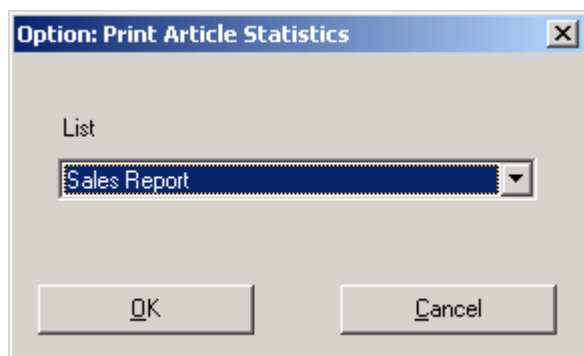 Option: Print Article Statistics
List
Sales Report
OK
Cancel